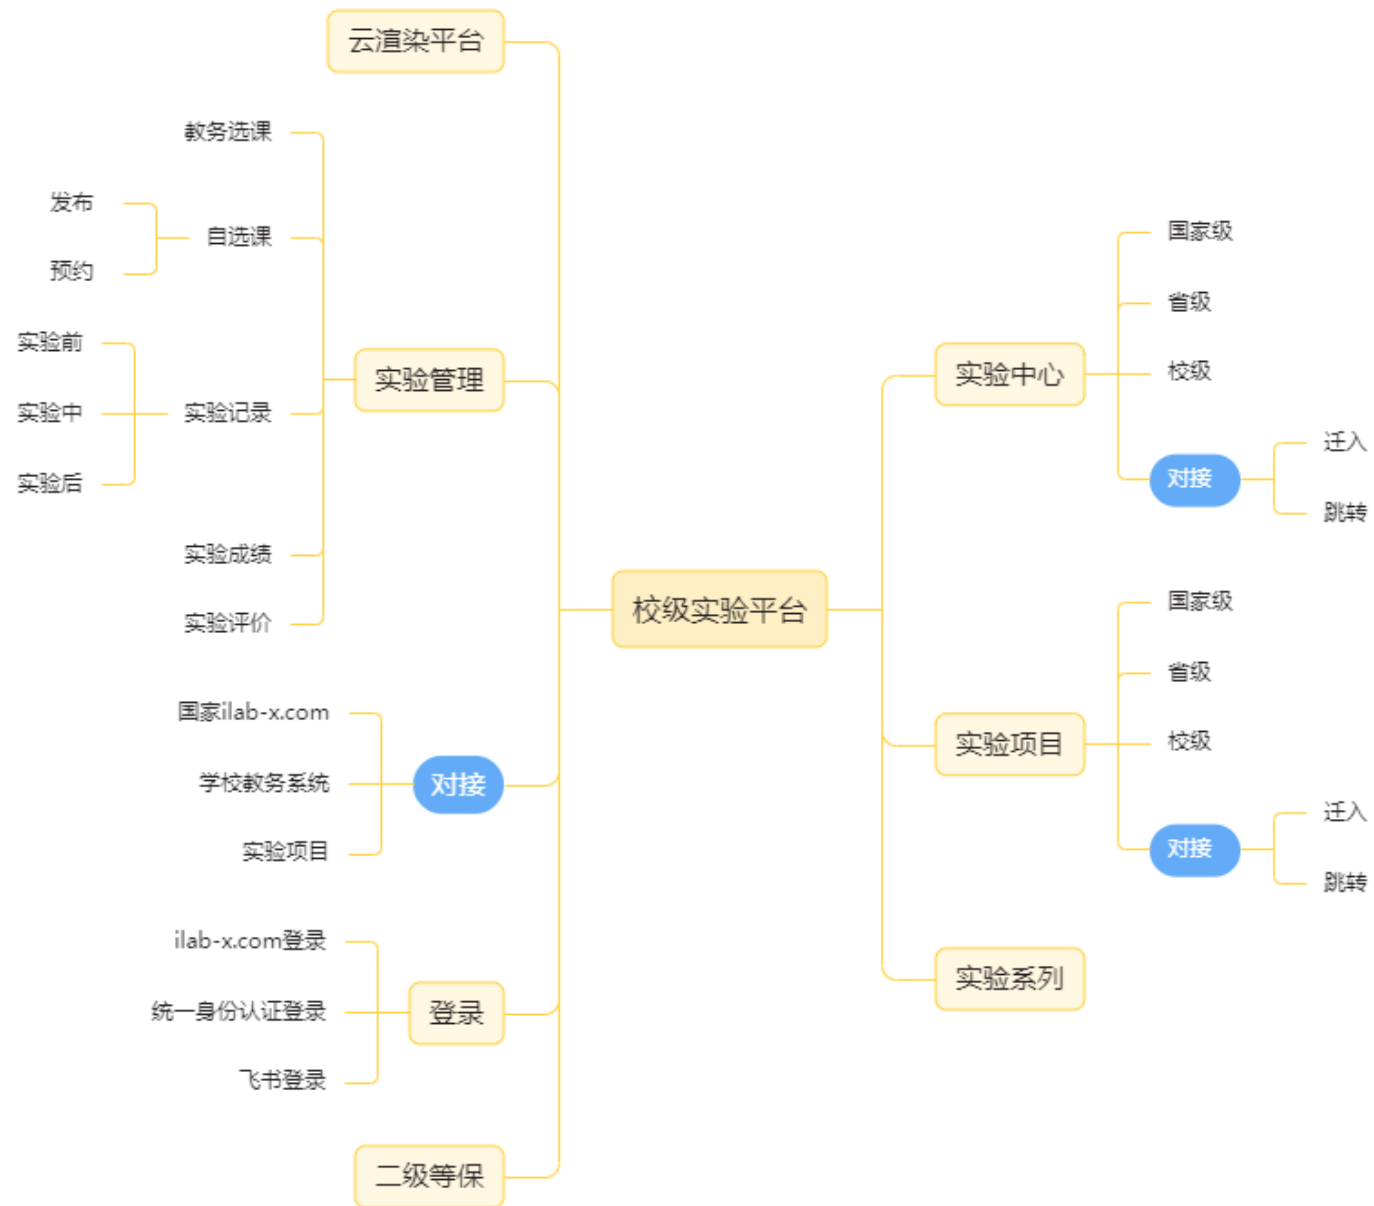 云渲染平台
教务选课
发布
自选课
预约
实验前
实验管理
实验中
实验记录
实验后
实验成绩
实验评价
国家ilab-x.com
学校教务系统
对接
实验项目
ilab-x.com登录
统一身份认证登录
登录
飞书登录
二级等保
校级实验平台
国家级
省级
实验中心
校级
对接
迁入
跳转
国家级
省级
实验项目
校级
对接
迁入
跳转
实验系列